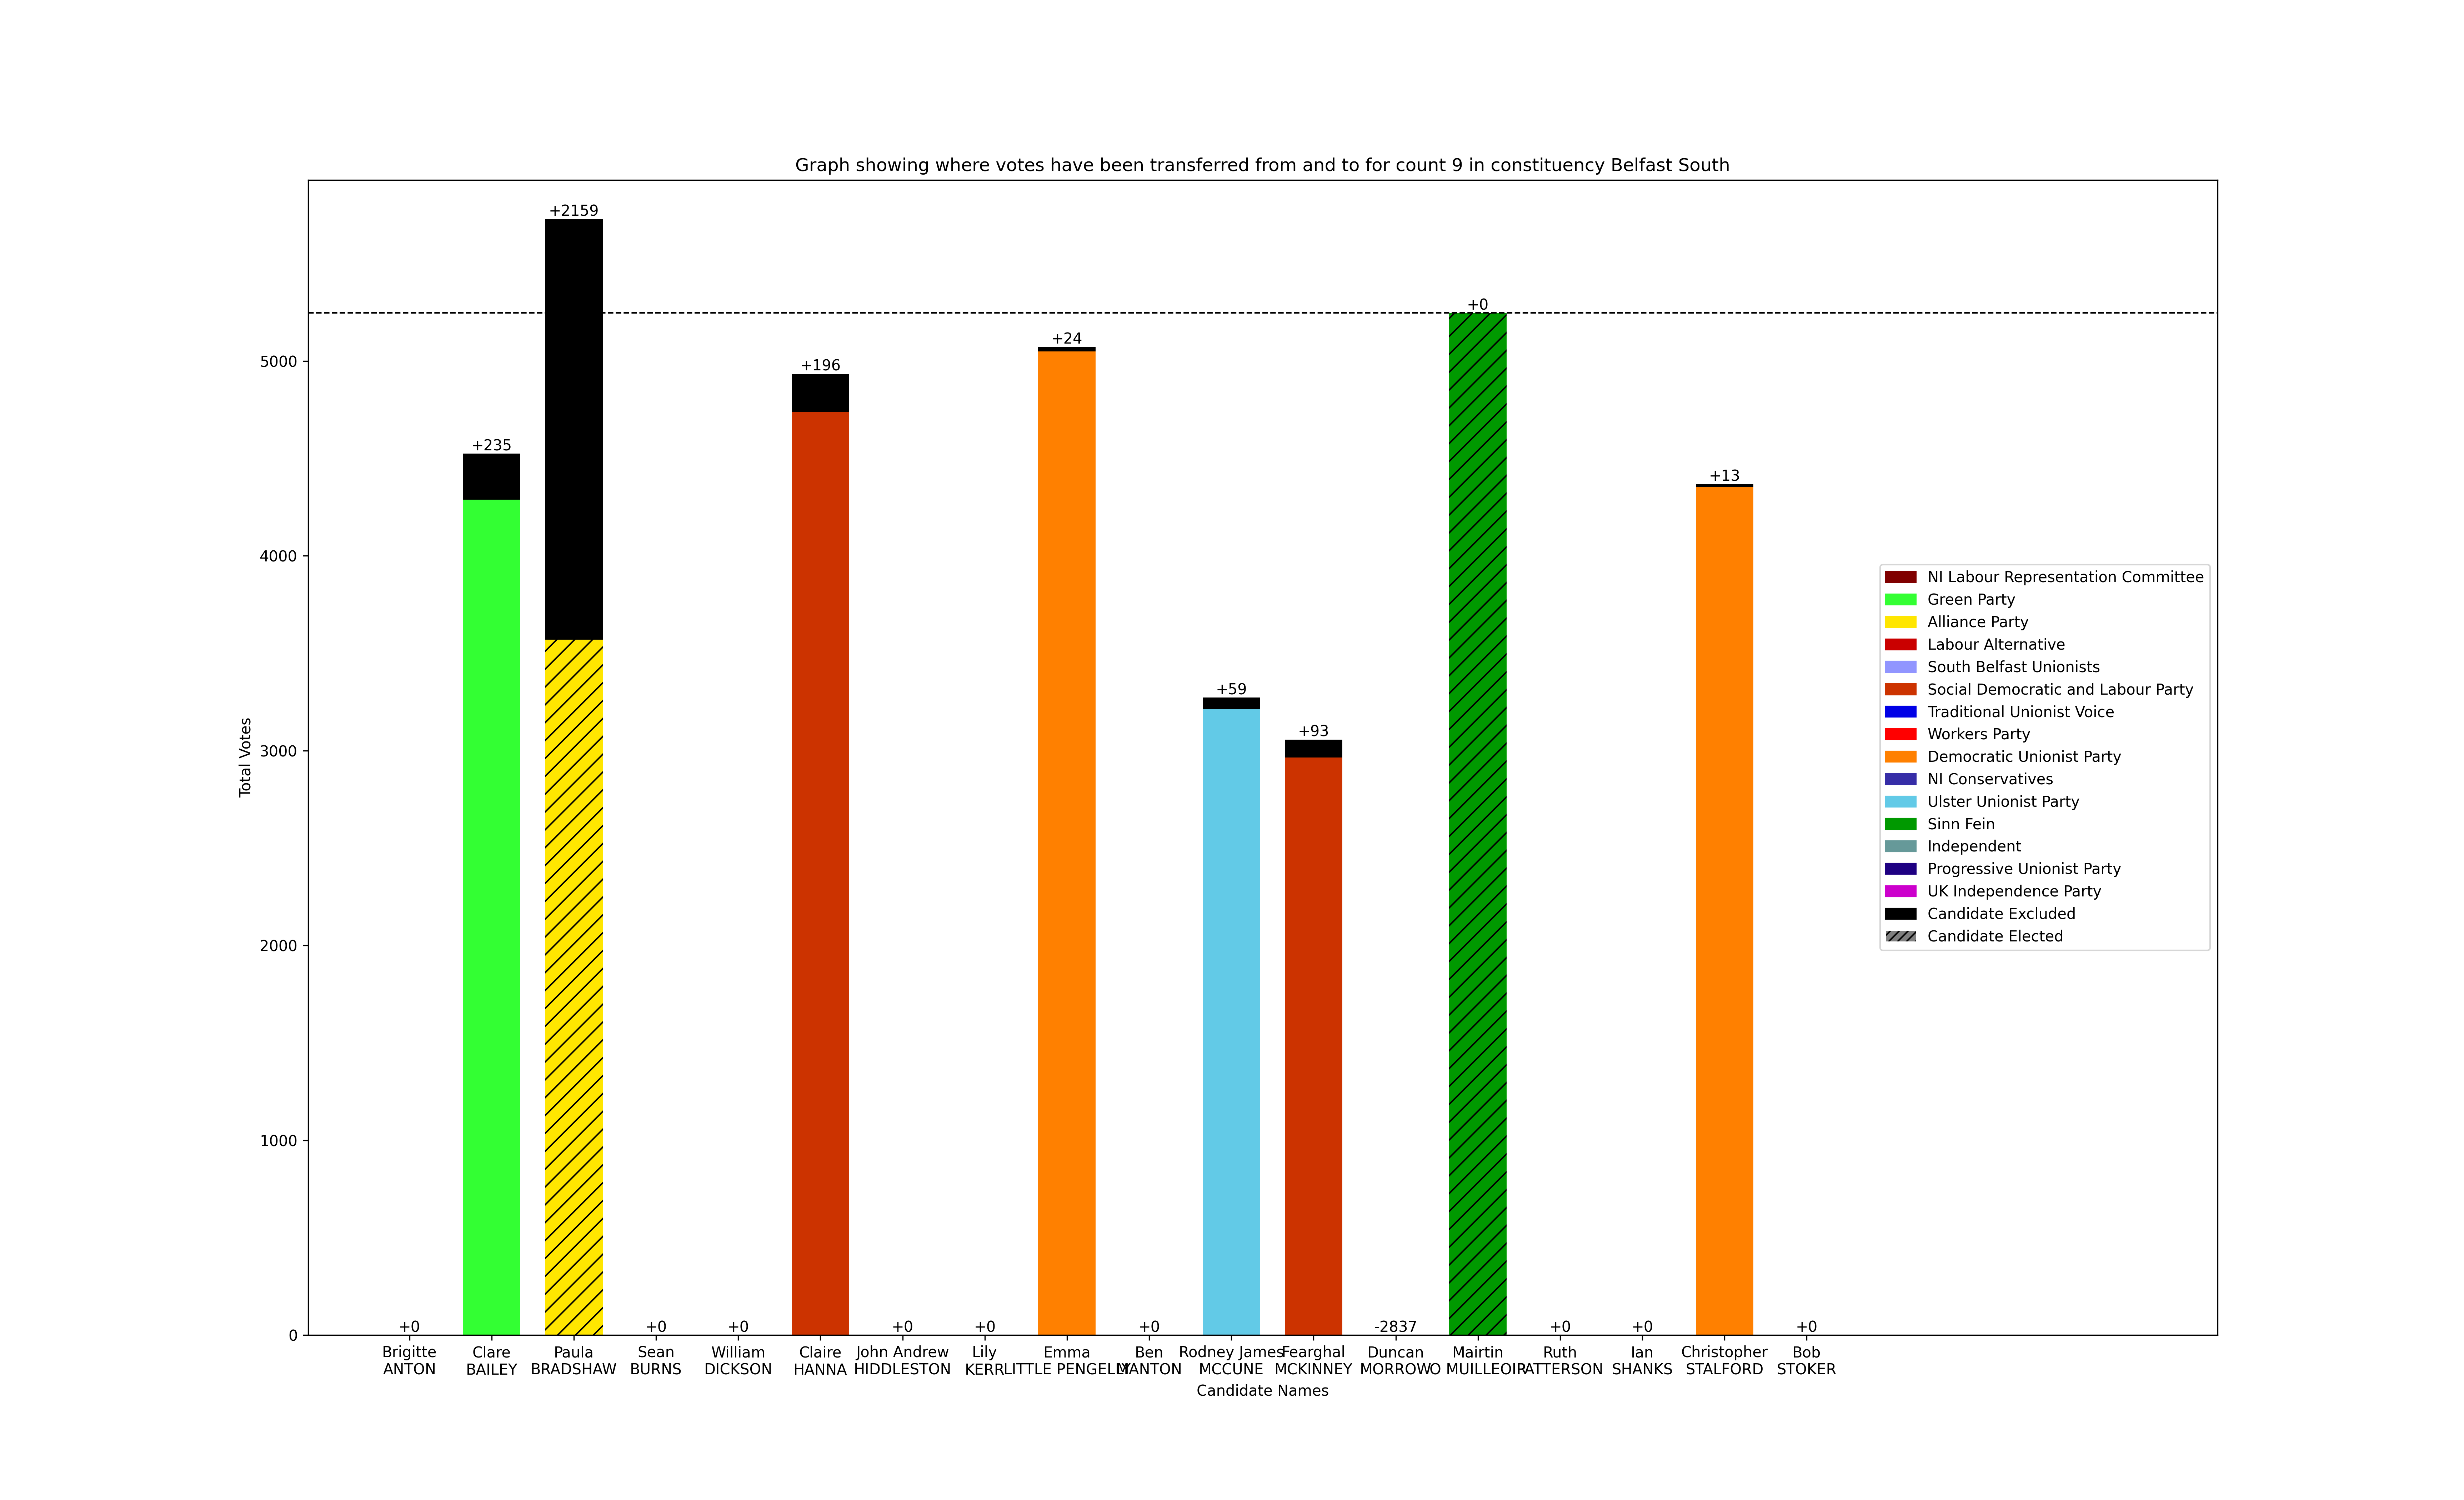 Graph showing where votes have been transferred from and to for count 9 in constituency Belfast South
Total Votes
5000
4000
3000
2000
1000
0
+0
+235
+2159
+0
+0
+196
+0
+0
+24
+0
+59
+93
-2837
+0
+0
+0
+13
+0
Brigitte
ANTON
Clare
BAILEY
Paula
BRADSHAW
Sean
BURNS
William
DICKSON
Claire
HANNA
John Andrew
HIDDLESTON
Lily
KERR
Emma
LITTLE PENGELLY
Ben
MANTON
Rodney James
MCCUNE
Fearghal
MCKINNEY
Duncan
MORROW
Mairtin
O MUILLEOIR
Ruth
PATTERSON
Ian
SHANKS
Christopher
STALFORD
Bob
STOKER
Candidate Names
NI Labour Representation Committee
Green Party
Alliance Party
Labour Alternative
South Belfast Unionists
Social Democratic and Labour Party
Traditional Unionist Voice
Workers Party
Democratic Unionist Party
NI Conservatives
Ulster Unionist Party
Sinn Fein
Independent
Progressive Unionist Party
UK Independence Party
Candidate Excluded
Candidate Elected